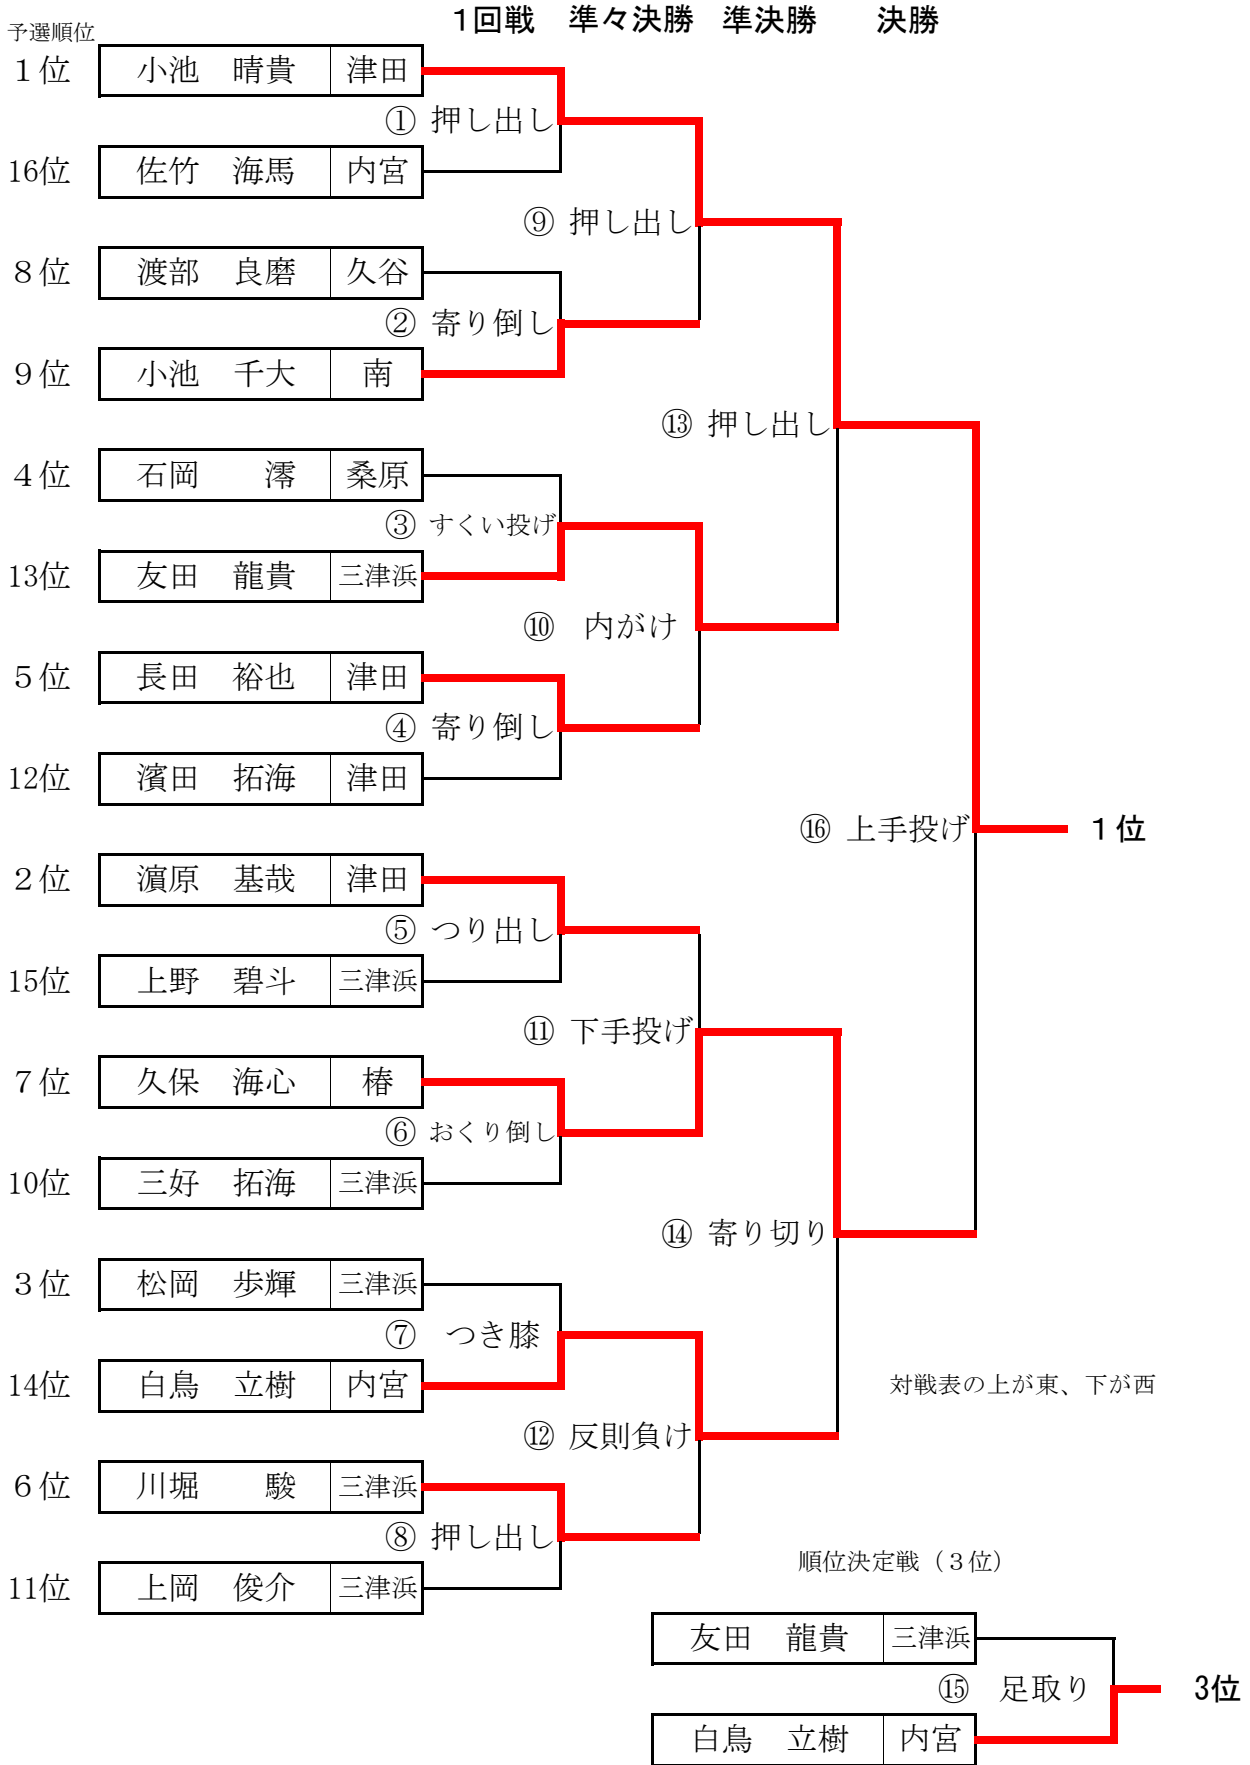 1回戦 準々決勝 準決勝 決勝
予選順位
1位 小池 晴貴 津田
① 押し出し
16位 佐竹 海馬 内宮
⑨ 押し出し
8位 渡部 良磨 久谷
② 寄り倒し
9位 小池 千大 南
⑬ 押し出し
4位 石岡 澪 桑原
③ すくい投げ
13位 友田 龍貴 三津浜
⑩ 内がけ
5位 長田 裕也 津田
④ 寄り倒し
12位 濱田 拓海 津田
⑯ 上手投げ 1位
2位 濵原 基哉 津田
⑤ つり出し
15位 上野 碧斗 三津浜
⑪ 下手投げ
7位 久保 海心 椿
⑥ おくり倒し
10位 三好 拓海 三津浜
⑭ 寄り切り
3位 松岡 歩輝 三津浜
⑦ つき膝
14位 白鳥 立樹 内宮
対戦表の上が東、下が西
⑫ 反則負け
6位 川堀 駿 三津浜
⑧ 押し出し
順位決定戦（３位）
11位 上岡 俊介 三津浜
友田 龍貴 三津浜
⑮ 足取り 3位
白鳥 立樹 内宮